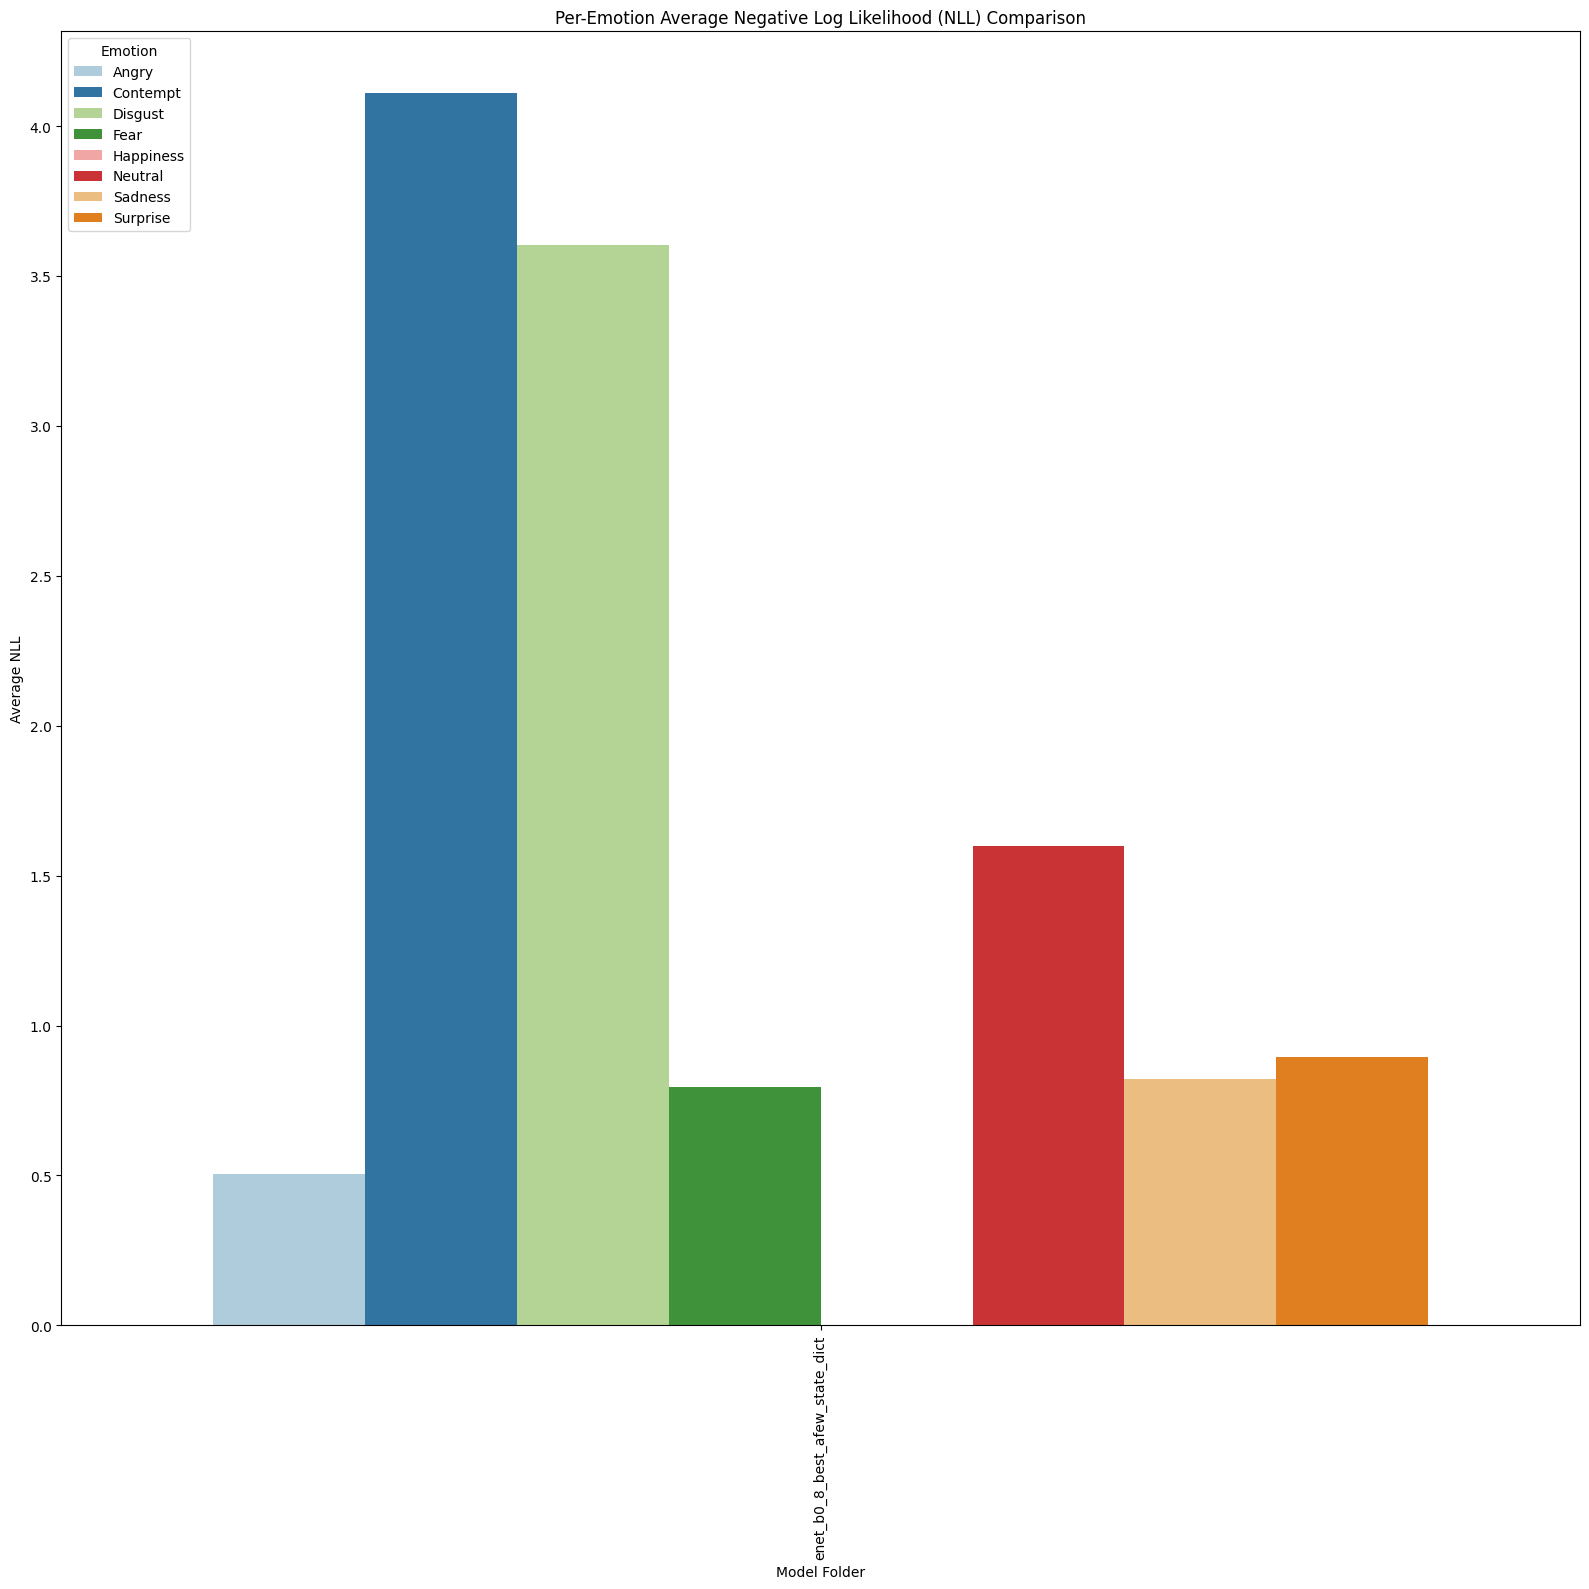 Per-Emotion Average Negative Log Likelihood (NLL) Comparison
Emotion
Angry
Contempt
Disgust
Fear
Happiness
Neutral
Sadness
Surprise
4.0
3.5
3.0
2.5
2.0
1.5
1.0
0.5
0.0
Average NLL
enet_b0_8_best_afew_state_dict
Model Folder